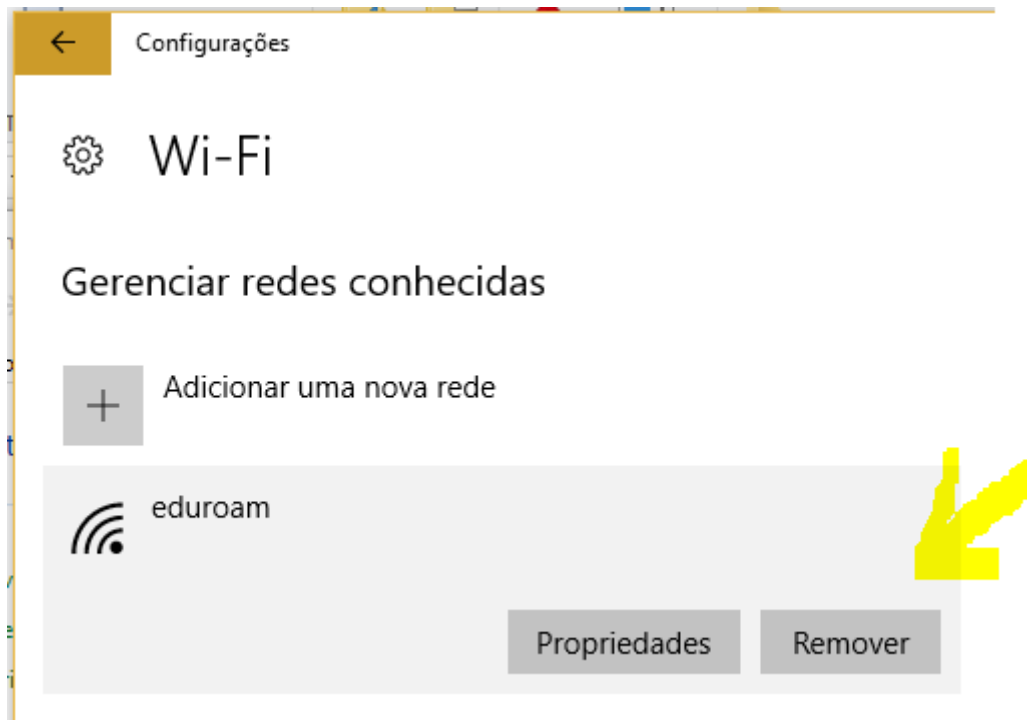 Configurações
Wi-Fi
Gerenciar redes conhecidas
Adicionar uma nova rede
eduroam
Propriedades Remover